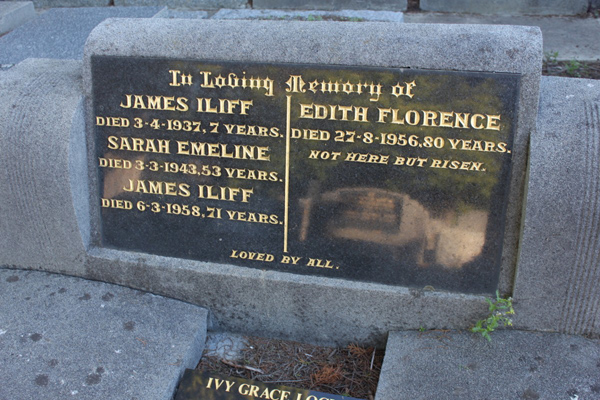 In Loving Memory of
JAMES ILIFF
DIED 3-4-1937, 7 YEARS.
SARAH EMELINE
DIED 3-3-1943, 53 YEARS.
JAMES ILIFF
DIED 6-3-1958, 71 YEARS.
EDITH FLORENCE
DIED 27-8-1956, 80 YEARS.
NOT HERE BUT RISEN.
LOVED BY ALL.
IVY GRACE